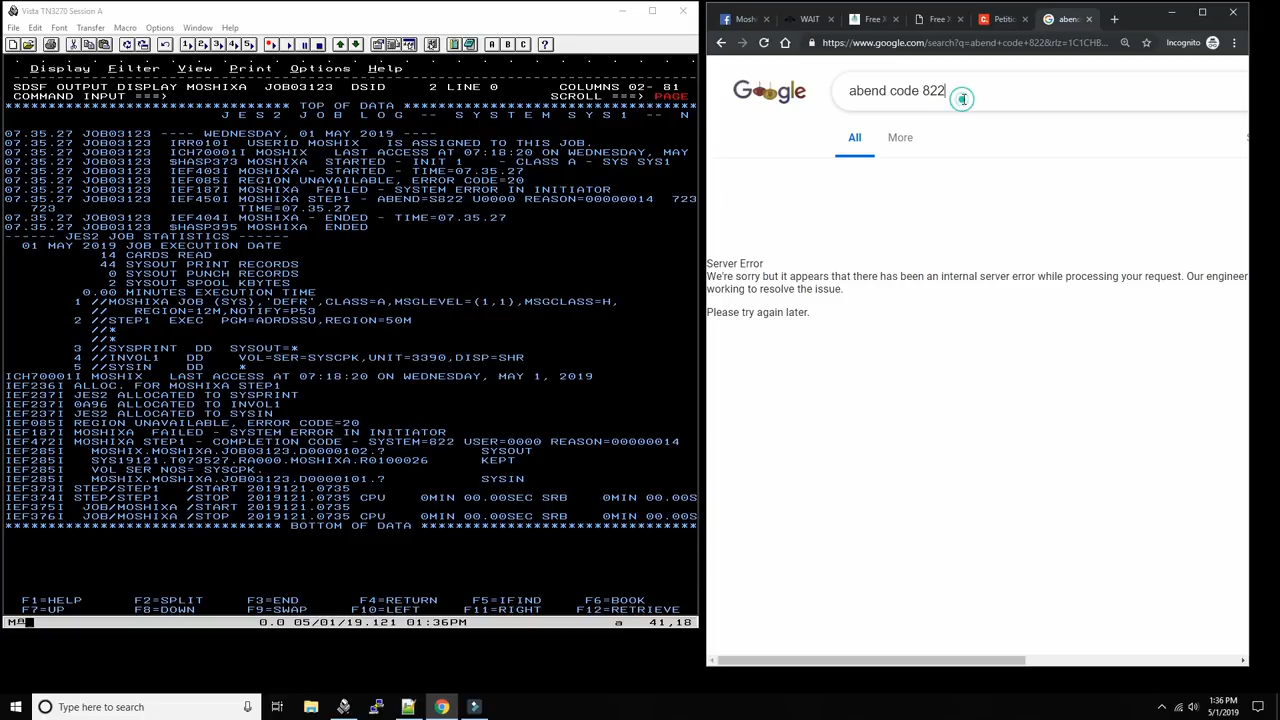 Vista TN3270 Session A
File Edit Font Transfer Macro Options Window Help
A B C ?
Display Filter View Print Options Help
SDSF OUTPUT DISPLAY MOSHIXA JOB03123 DSID 2 LINE 0 COLUMNS 02- 81
COMMAND INPUT ===> SCROLL ===> PAGE
********************************* TOP OF DATA **********************************
J E S 2 J O B L O G -- S Y S T E M S Y S 1 -- N
07.35.27 JOB03123 ---- WEDNESDAY, 01 MAY 2019 ----
07.35.27 JOB03123 IRR010I USERID MOSHIX IS ASSIGNED TO THIS JOB.
07.35.27 JOB03123 ICH70001I MOSHIX LAST ACCESS AT 07:18:20 ON WEDNESDAY, MAY
07.35.27 JOB03123 $HASP373 MOSHIXA STARTED - INIT 1 - CLASS A - SYS SYS1
07.35.27 JOB03123 IEF403I MOSHIXA - STARTED - TIME=07.35.27
07.35.27 JOB03123 IEF085I REGION UNAVAILABLE, ERROR CODE=20
07.35.27 JOB03123 IEF187I MOSHIXA FAILED - SYSTEM ERROR IN INITIATOR
07.35.27 JOB03123 IEF450I MOSHIXA STEP1 - ABEND=S822 U0000 REASON=00000014 723
723 TIME=07.35.27
07.35.27 JOB03123 IEF404I MOSHIXA - ENDED - TIME=07.35.27
07.35.27 JOB03123 $HASP395 MOSHIXA ENDED
------ JES2 JOB STATISTICS ------
01 MAY 2019 JOB EXECUTION DATE
14 CARDS READ
44 SYSOUT PRINT RECORDS
0 SYSOUT PUNCH RECORDS
2 SYSOUT SPOOL KBYTES
0.00 MINUTES EXECUTION TIME
1 //MOSHIXA JOB (SYS),'DEFR',CLASS=A,MSGLEVEL=(1,1),MSGCLASS=H,
// REGION=12M,NOTIFY=P53
2 //STEP1 EXEC PGM=ADRDSSU,REGION=50M
//*
//*
3 //SYSPRINT DD SYSOUT=*
4 //INVOL1 DD VOL=SER=SYSCPK,UNIT=3390,DISP=SHR
5 //SYSIN DD *
ICH70001I MOSHIX LAST ACCESS AT 07:18:20 ON WEDNESDAY, MAY 1, 2019
IEF236I ALLOC. FOR MOSHIXA STEP1
IEF237I JES2 ALLOCATED TO SYSPRINT
IEF237I 0A96 ALLOCATED TO INVOL1
IEF237I JES2 ALLOCATED TO SYSIN
IEF085I REGION UNAVAILABLE, ERROR CODE=20
IEF187I MOSHIXA FAILED - SYSTEM ERROR IN INITIATOR
IEF472I MOSHIXA STEP1 - COMPLETION CODE - SYSTEM=822 USER=0000 REASON=00000014
IEF285I MOSHIX.MOSHIXA.JOB03123.D0000102.? SYSOUT
IEF285I SYS19121.T073527.RA000.MOSHIXA.R0100026 KEPT
IEF285I VOL SER NOS= SYSCPK.
IEF285I MOSHIX.MOSHIXA.JOB03123.D0000101.? SYSIN
IEF373I STEP/STEP1 /START 2019121.0735
IEF374I STEP/STEP1 /STOP 2019121.0735 CPU 0MIN 00.00SEC SRB 0MIN 00.00S
IEF375I JOB/MOSHIXA /START 2019121.0735
IEF376I JOB/MOSHIXA /STOP 2019121.0735 CPU 0MIN 00.00SEC SRB 0MIN 00.00S
******************************** BOTTOM OF DATA ********************************
F1=HELP F2=SPLIT F3=END F4=RETURN F5=IFIND F6=BOOK
F7=UP F8=DOWN F9=SWAP F10=LEFT F11=RIGHT F12=RETRIEVE
0.0 05/01/19.121 01:36PM a 41,18
Mosh WAIT Free X Free X Petiti abend
https://www.google.com/search?q=abend+code+822&rlz=1C1CHB... Incognito
abend code 822
All More
Server Error
We're sorry but it appears that there has been an internal server error while processing your request. Our engineer
working to resolve the issue.
Please try again later.
Type here to search
1:36 PM
5/1/2019